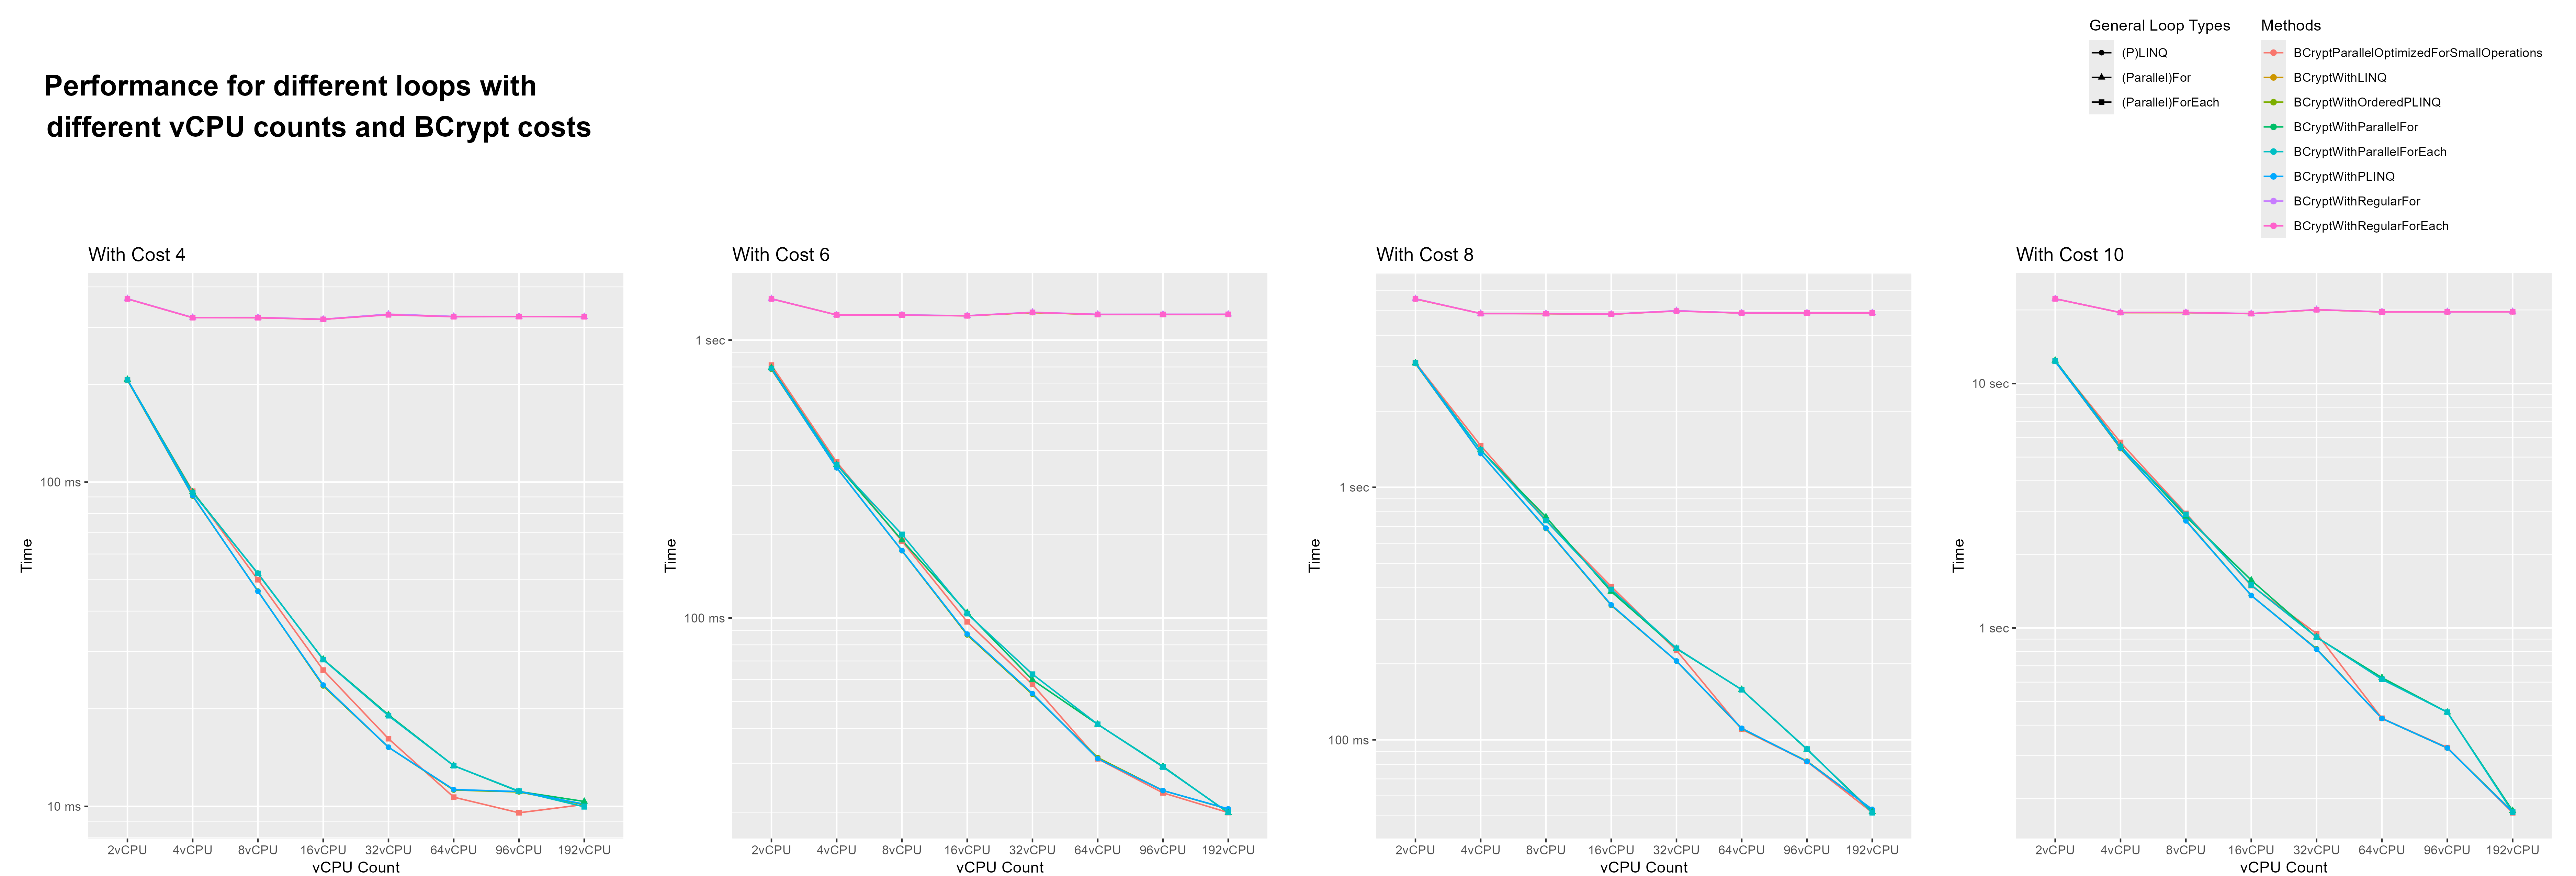 General Loop Types
(P)LINQ
(Parallel)For
(Parallel)ForEach
Methods
BCryptParallelOptimizedForSmallOperations
BCryptWithLINQ
BCryptWithOrderedPLINQ
BCryptWithParallelFor
BCryptWithParallelForEach
BCryptWithPLINQ
BCryptWithRegularFor
BCryptWithRegularForEach
Performance for different loops with
different vCPU counts and BCrypt costs
With Cost 4
100 ms
10 ms
Time
2vCPU 4vCPU 8vCPU 16vCPU 32vCPU 64vCPU 96vCPU 192vCPU
vCPU Count
With Cost 6
1 sec
100 ms
Time
2vCPU 4vCPU 8vCPU 16vCPU 32vCPU 64vCPU 96vCPU 192vCPU
vCPU Count
With Cost 8
1 sec
100 ms
Time
2vCPU 4vCPU 8vCPU 16vCPU 32vCPU 64vCPU 96vCPU 192vCPU
vCPU Count
With Cost 10
10 sec
1 sec
Time
2vCPU 4vCPU 8vCPU 16vCPU 32vCPU 64vCPU 96vCPU 192vCPU
vCPU Count